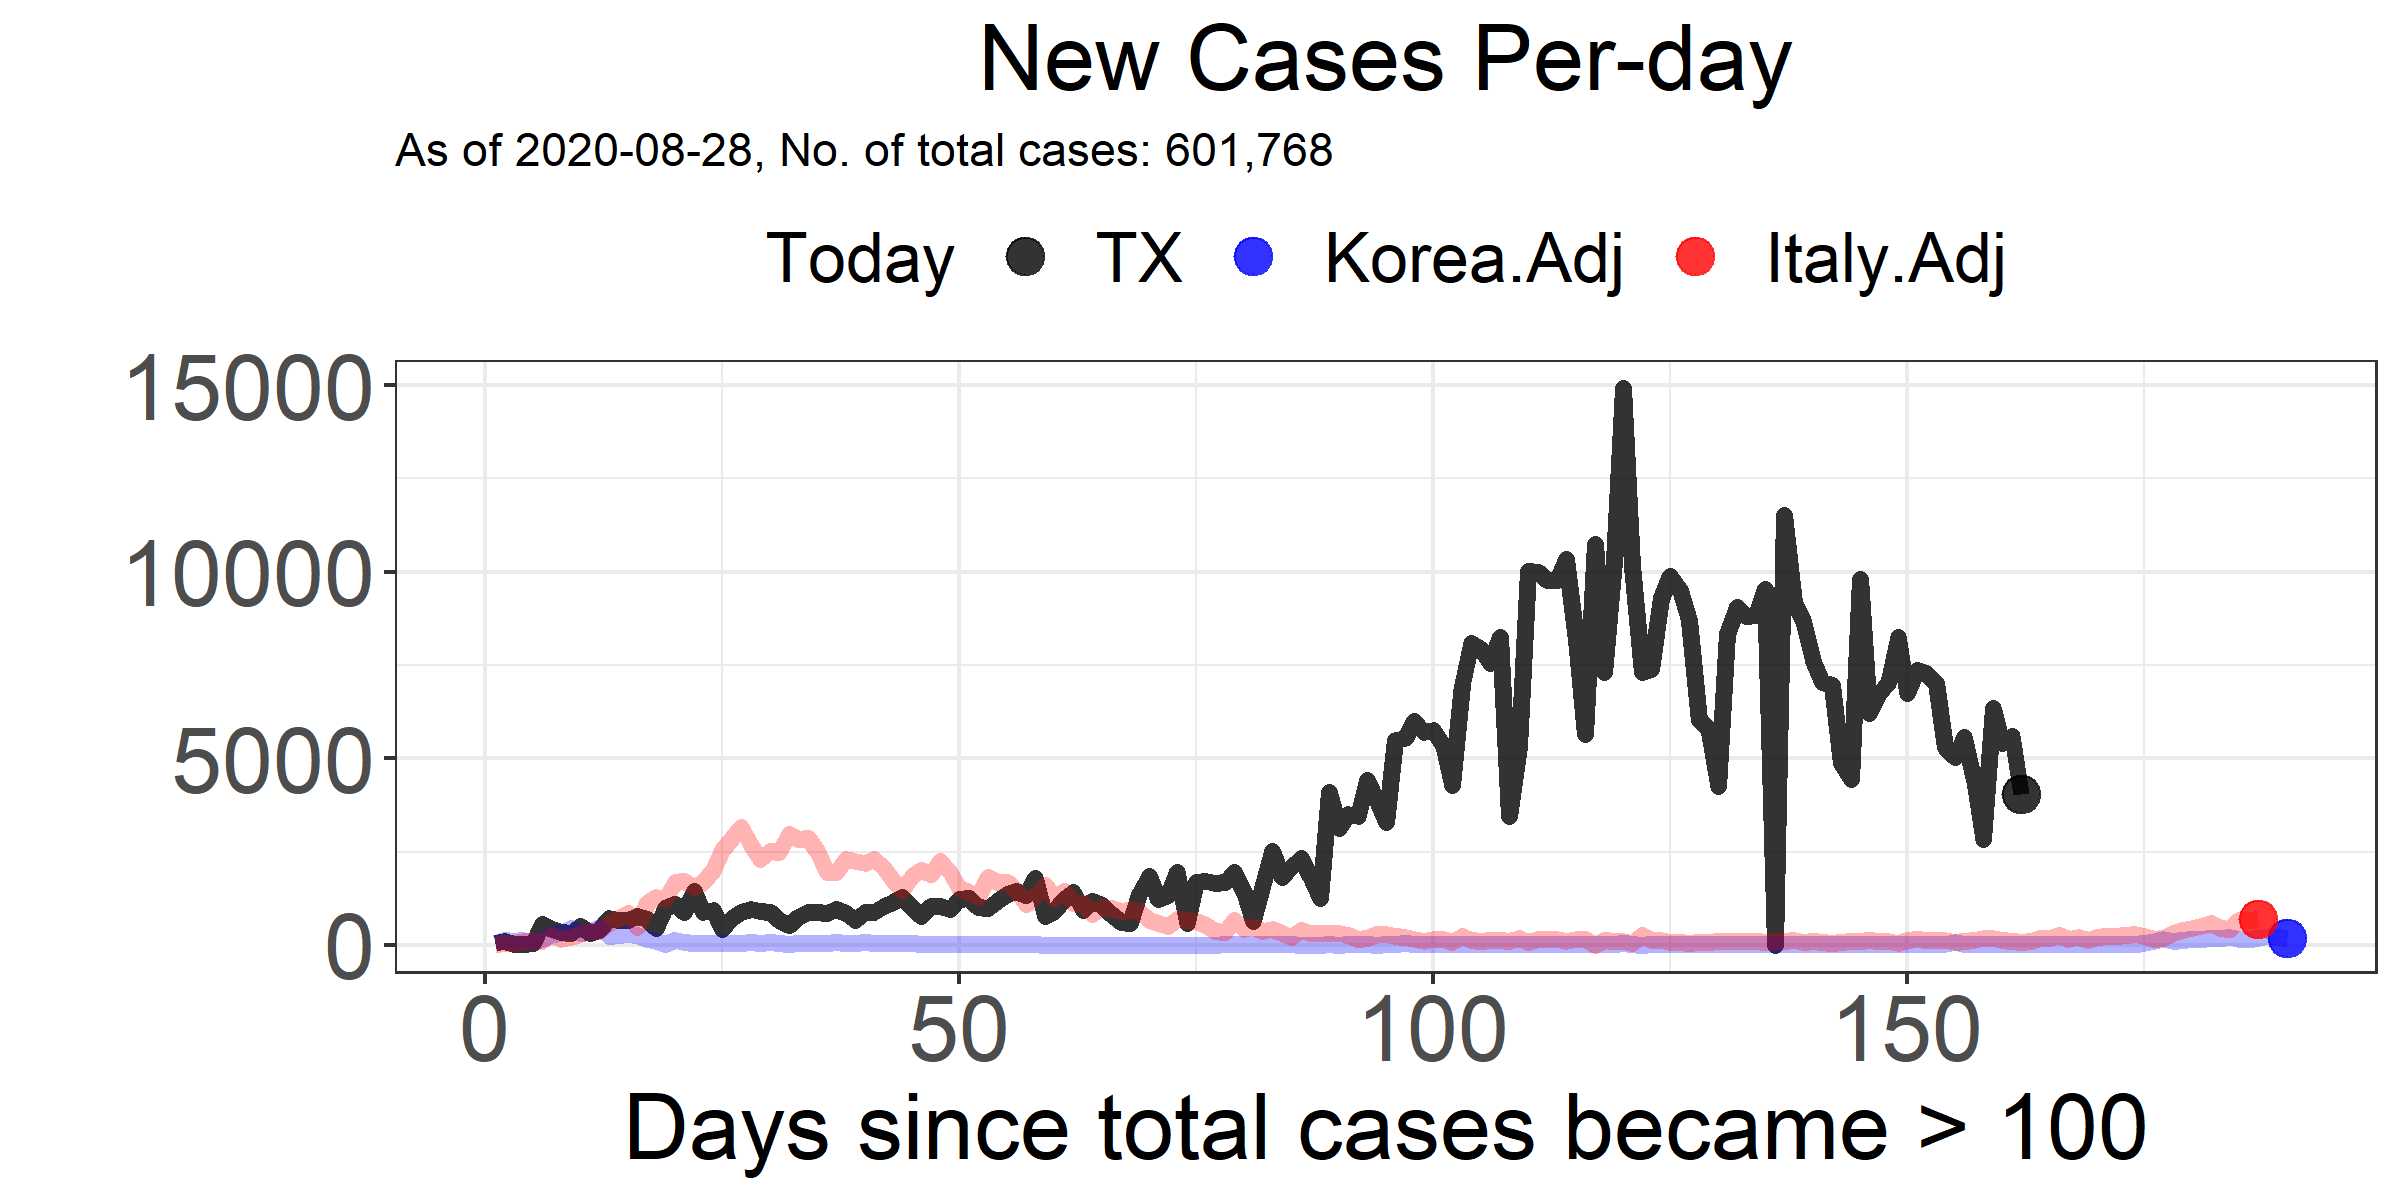 New Cases Per-day
As of 2020-08-28, No. of total cases: 601,768
Today TX Korea.Adj Italy.Adj
15000
10000
5000
0
0 50 100 150
Days since total cases became > 100